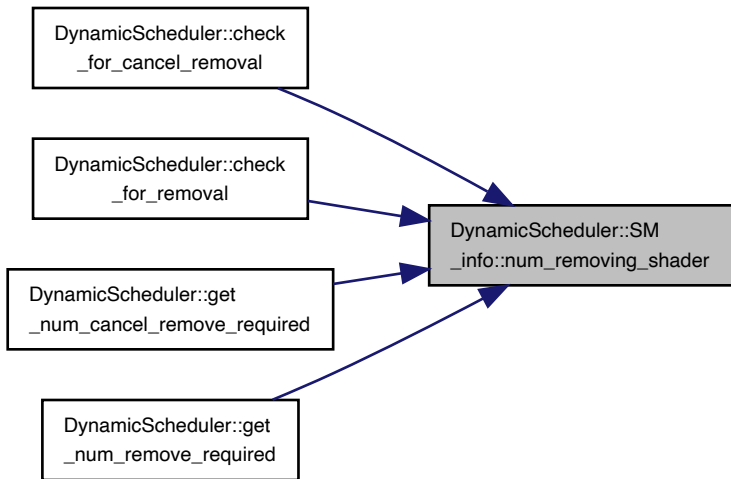 DynamicScheduler::check
_for_cancel_removal
DynamicScheduler::check
_for_removal
DynamicScheduler::SM
_info::num_removing_shader
DynamicScheduler::get
_num_cancel_remove_required
DynamicScheduler::get
_num_remove_required